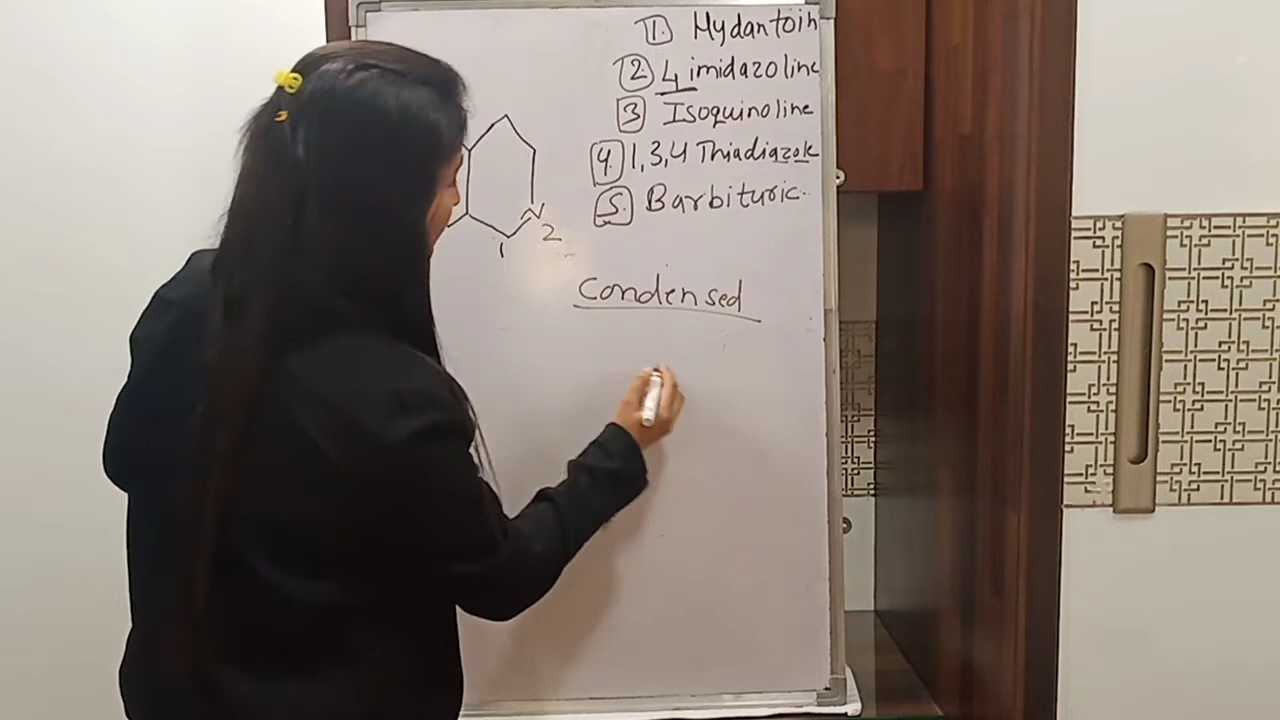 1. Hydantoin
2 4 imidazoline
3 Isoquinoline
4. 1,3,4 Thiadiazole
5. Barbituric.
N
1
2
Condensed